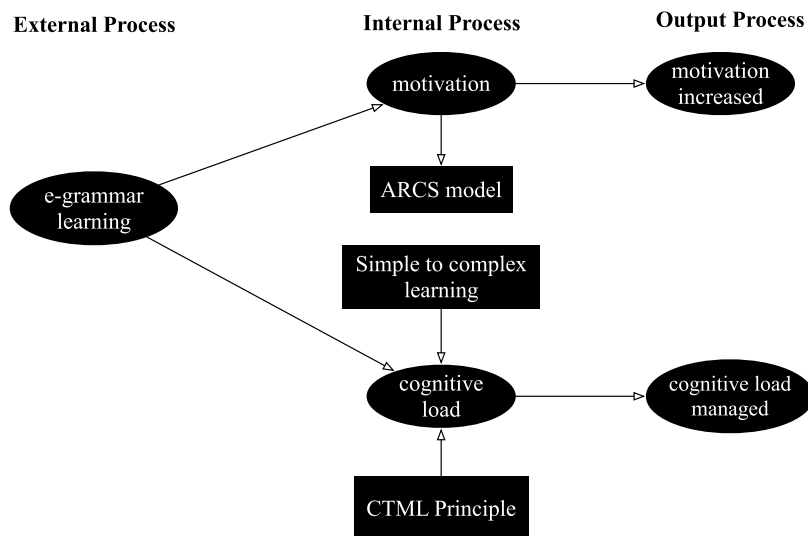 External Process
Internal Process
Output Process
motivation
motivation
increased
ARCS model
e-grammar
learning
Simple to complex
learning
cognitive
load
cognitive load
managed
CTML Principle